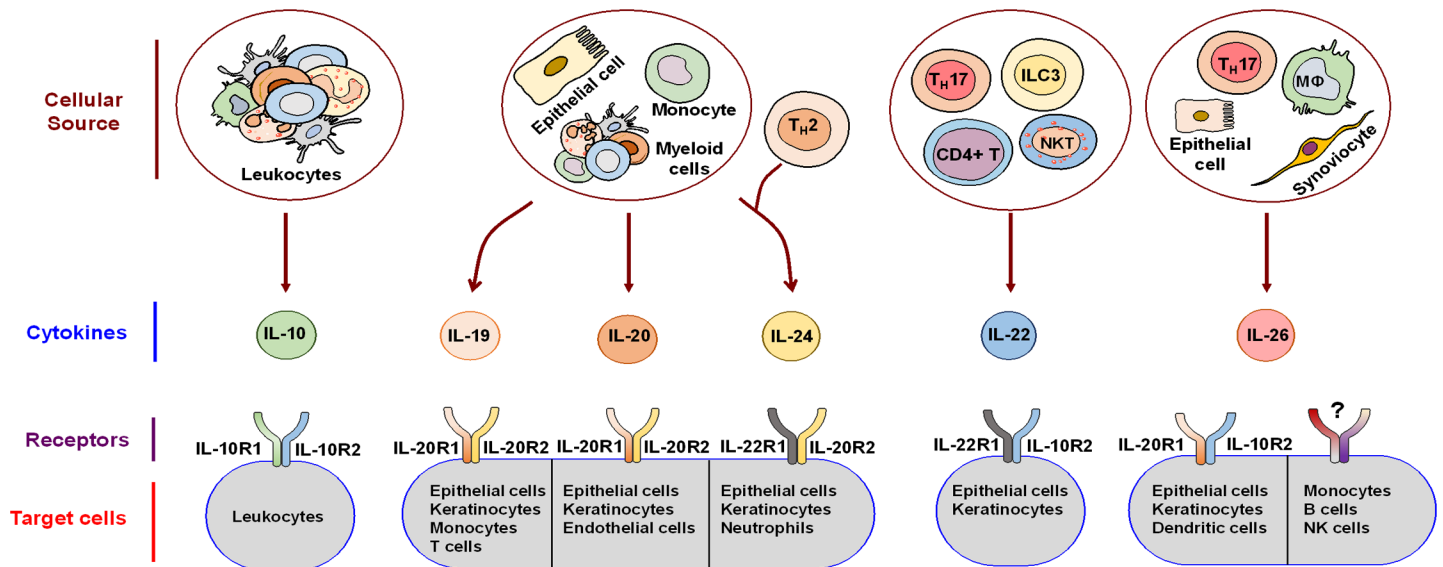 Cellular
Source
Leukocytes
Epithelial cell
Monocyte
Myeloid
cells
TH2
TH17
ILC3
CD4+ T
NKT
TH17
MΦ
Epithelial
cell
Synoviocyte
Cytokines
IL-10
IL-19
IL-20
IL-24
IL-22
IL-26
Receptors
IL-10R1
IL-10R2
IL-20R1
IL-20R2
IL-20R1
IL-20R2
IL-22R1
IL-20R2
IL-22R1
IL-10R2
IL-20R1
IL-10R2
?
Target cells
Leukocytes
Epithelial cells
Keratinocytes
Monocytes
T cells
Epithelial cells
Keratinocytes
Endothelial cells
Epithelial cells
Keratinocytes
Neutrophils
Epithelial cells
Keratinocytes
Epithelial cells
Keratinocytes
Dendritic cells
Monocytes
B cells
NK cells